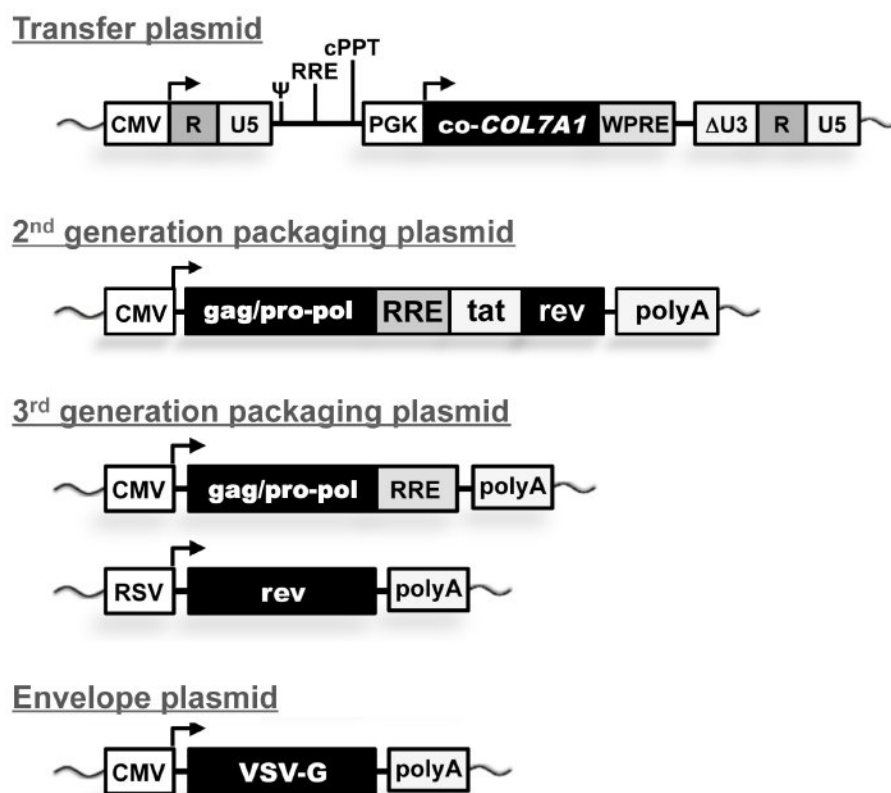 Transfer plasmid
cPPT
RRE
Ψ
CMV R U5 PGK co-COL7A1 WPRE ΔU3 R U5
2nd generation packaging plasmid
CMV gag/pro-pol RRE tat rev polyA
3rd generation packaging plasmid
CMV gag/pro-pol RRE polyA
RSV rev polyA
Envelope plasmid
CMV VSV-G polyA